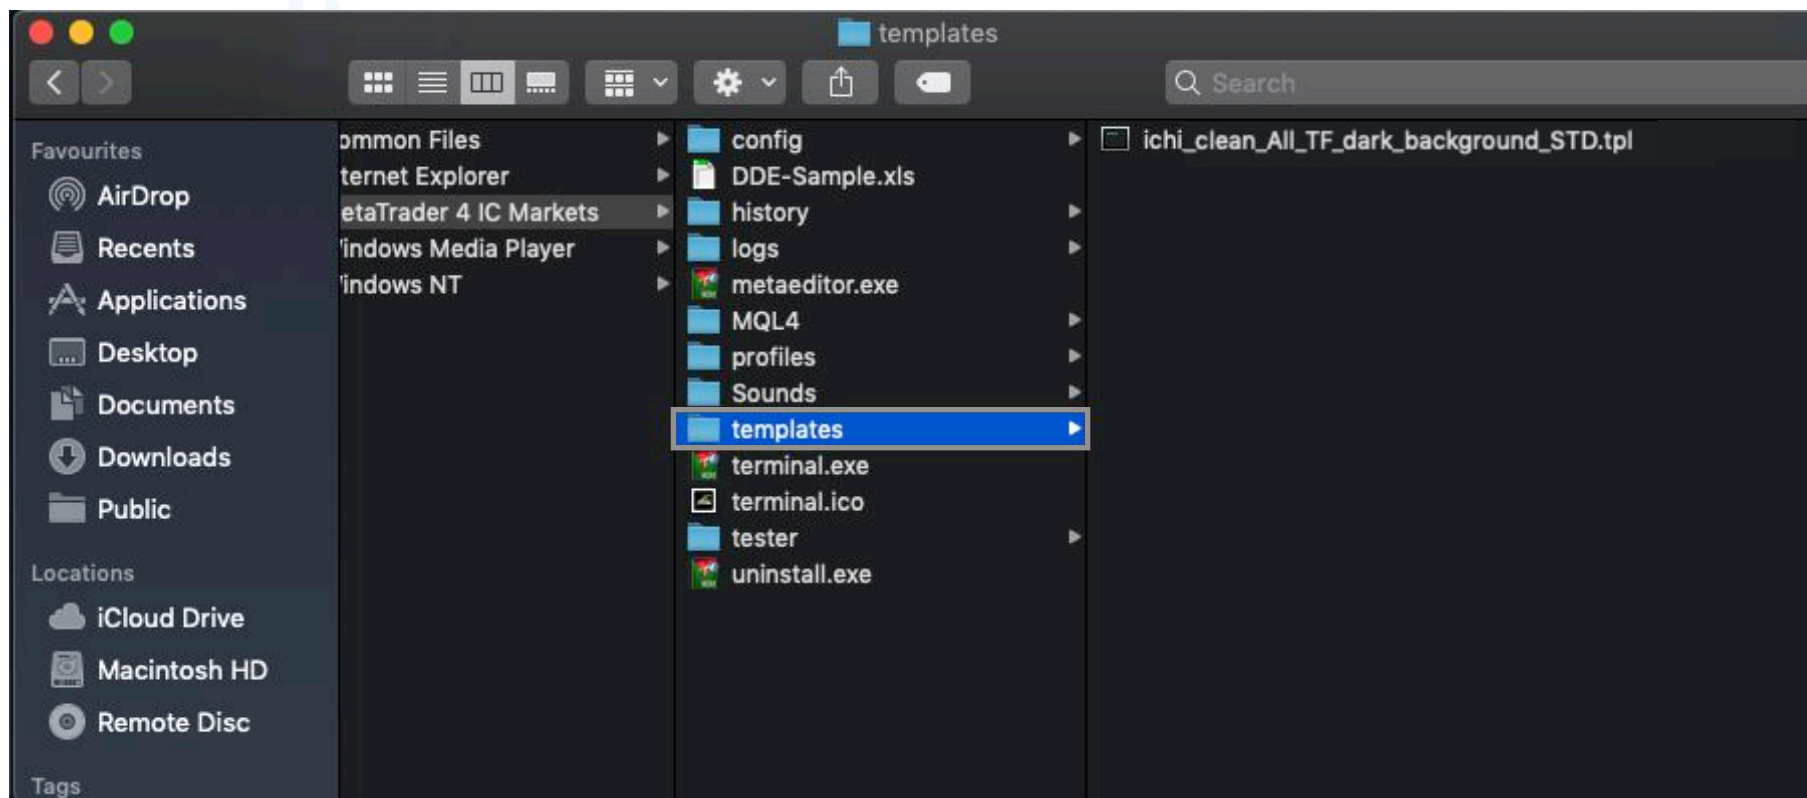 templates
Search
Favourites
AirDrop
Recents
Applications
Desktop
Documents
Downloads
Public
Locations
iCloud Drive
Macintosh HD
Remote Disc
Tags
ommon Files
ternet Explorer
etaTrader 4 IC Markets
indows Media Player
indows NT
config
DDE-Sample.xls
history
logs
metaeditor.exe
MQL4
profiles
Sounds
templates
terminal.exe
terminal.ico
tester
uninstall.exe
ichi_clean_All_TF_dark_background_STD.tpl